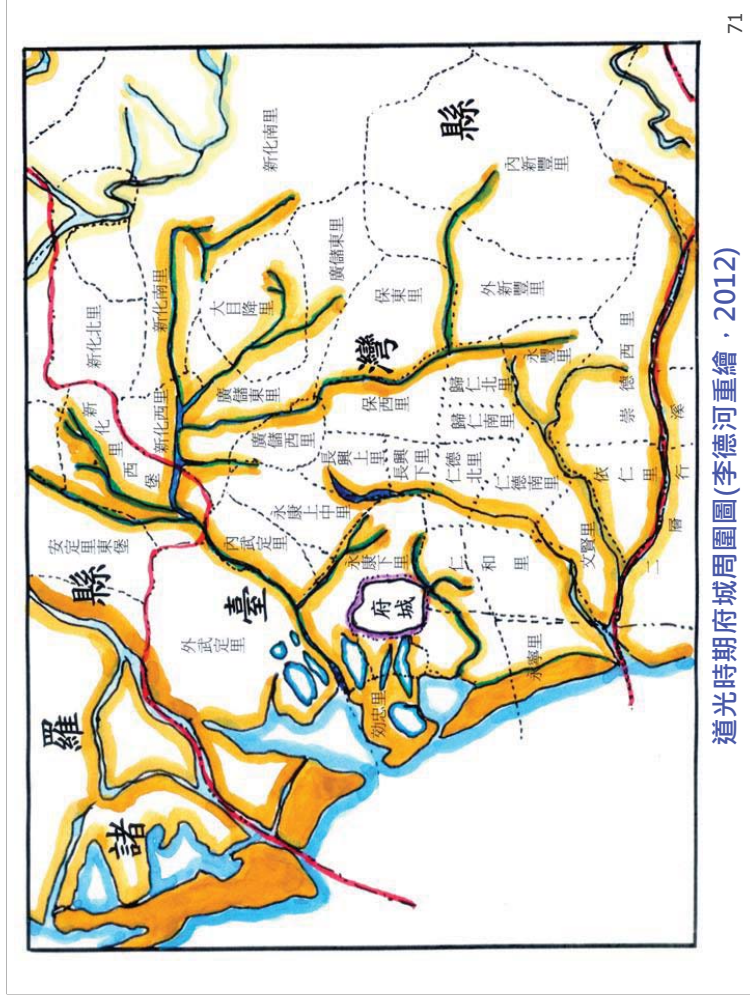 諸羅縣
臺灣縣
安定里東堡
新化里西堡
新化北里
新化西里
新化南里
新化南里
外武定里
內武定里
廣儲東里
大目降里
廣儲東里
廣儲西里
永康上中里
長興上里
長興下里
保西里
保東里
永康下里
府城
効忠里
仁和里
仁德北里
仁德南里
歸仁北里
歸仁南里
永豐里
外新豐里
內新豐里
崇德西里
依仁里
文賢里
永寧里
二層行溪
道光時期府城周圍圖(李德河重繪，2012)
71